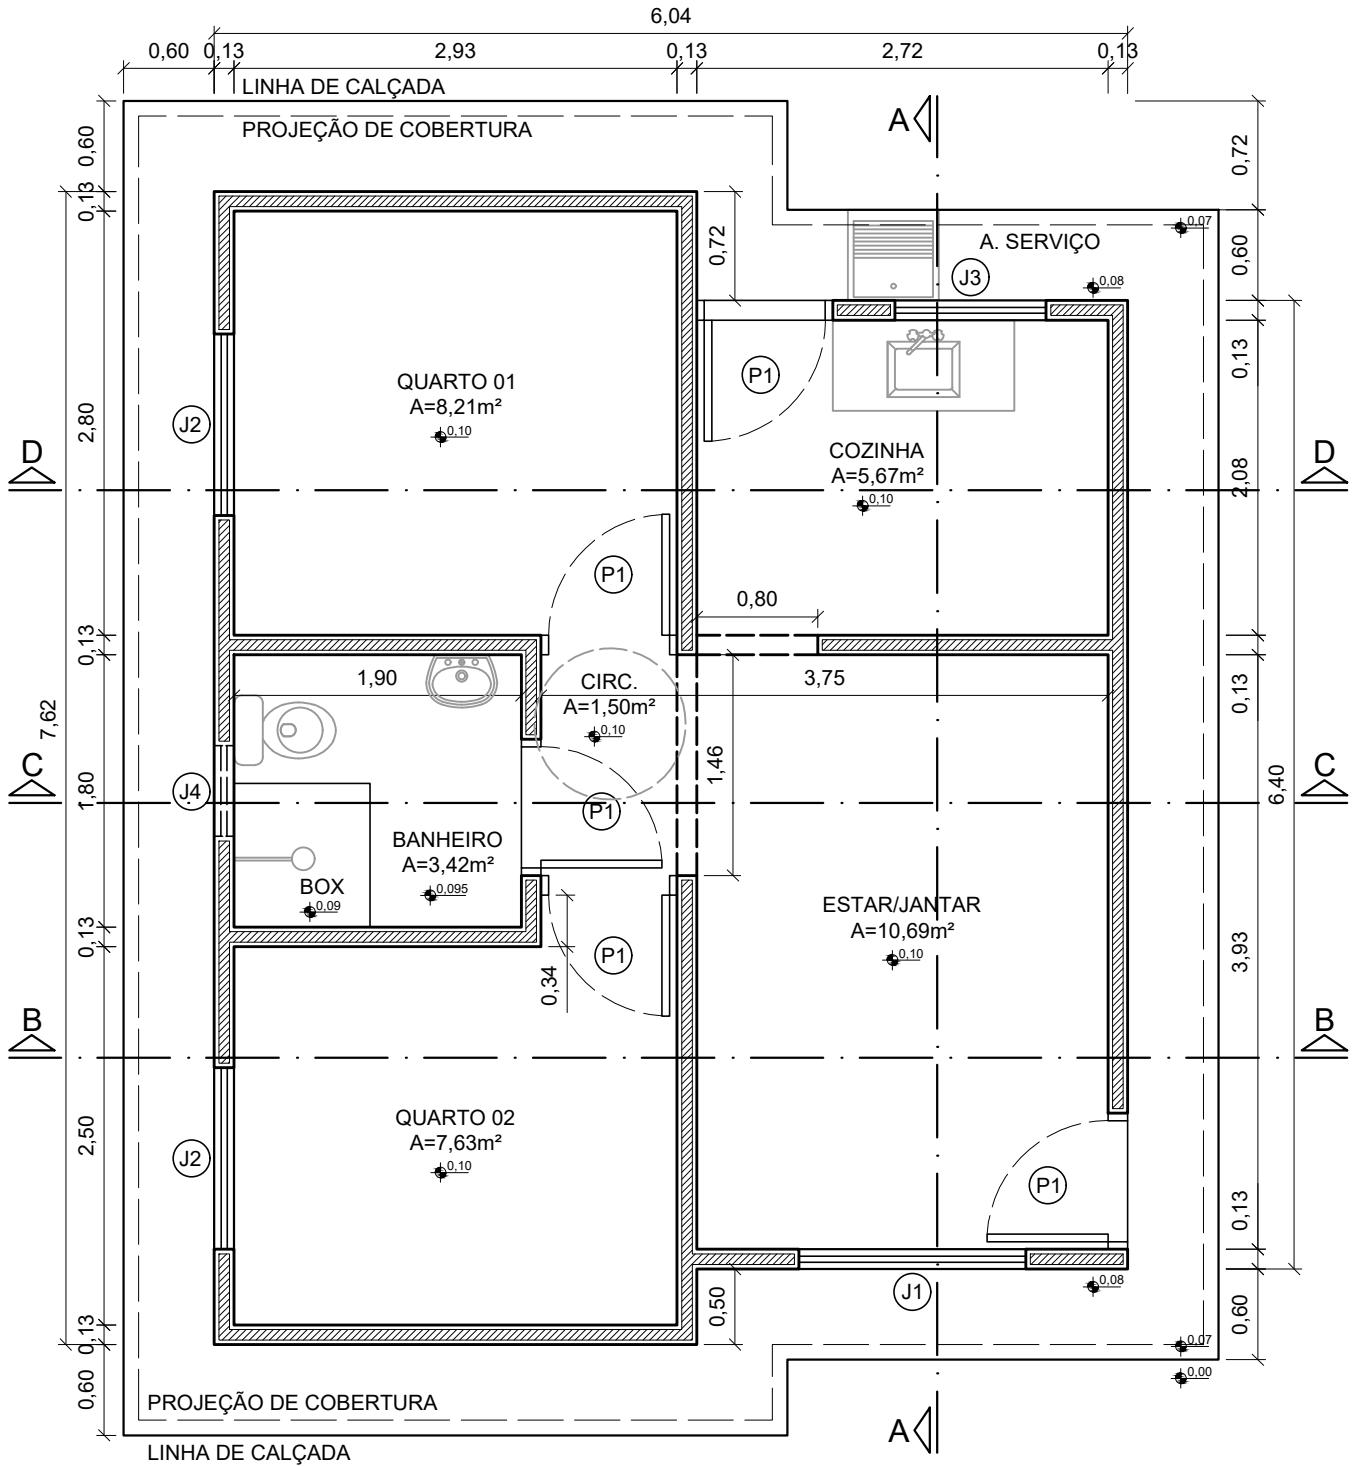 6,04
0,60 0,13 2,93 0,13 2,72 0,13
LINHA DE CALÇADA
PROJEÇÃO DE COBERTURA
A
0,60
0,72
0,13
0,72
0,07
A. SERVIÇO
0,60
J3
0,08
0,13
P1
QUARTO 01
A=8,21m²
0,10
J2
2,80
D
COZINHA
A=5,67m²
0,10
D
2,08
P1
0,80
0,13
1,90
CIRC.
A=1,50m²
0,10
3,75
0,13
7,62
1,46
C
J4
1,80
P1
6,40
C
BANHEIRO
A=3,42m²
0,095
BOX
0,09
ESTAR/JANTAR
A=10,69m²
0,10
0,13
P1
0,34
3,93
B
B
QUARTO 02
A=7,63m²
0,10
2,50
J2
P1
0,13
J1
0,08
0,50
0,60
0,13
0,07
0,00
0,60
PROJEÇÃO DE COBERTURA
A
LINHA DE CALÇADA